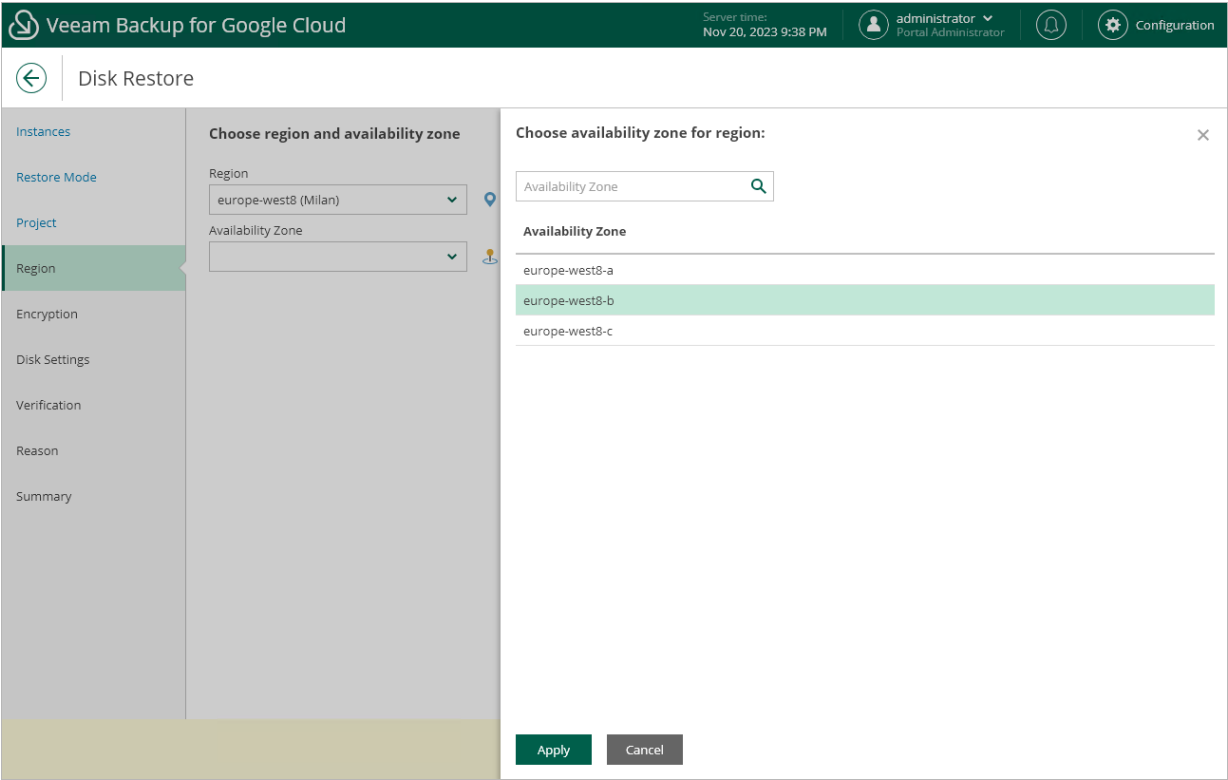 Veeam Backup for Google Cloud
Server time:
Nov 20, 2023 9:38 PM
administrator
Portal Administrator
Configuration
Disk Restore
Instances
Restore Mode
Project
Region
Encryption
Disk Settings
Verification
Reason
Summary
Choose region and availability zone
Region
europe-west8 (Milan)
Availability Zone
Choose availability zone for region:
Availability Zone
Availability Zone
europe-west8-a
europe-west8-b
europe-west8-c
Apply
Cancel